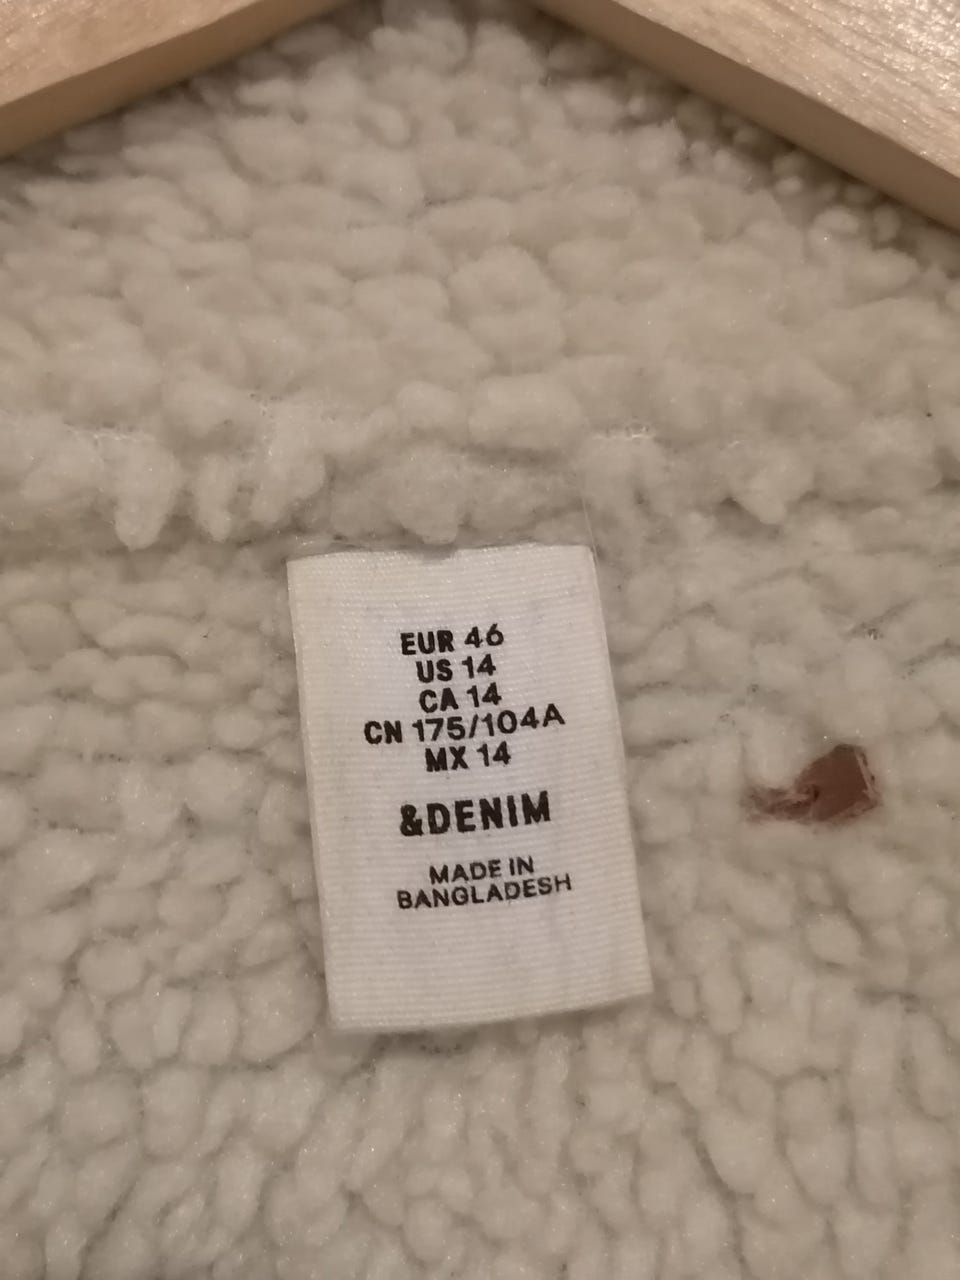 EUR 46
US 14
CA 14
CN 175/104A
MX 14
&DENIM
MADE IN
BANGLADESH